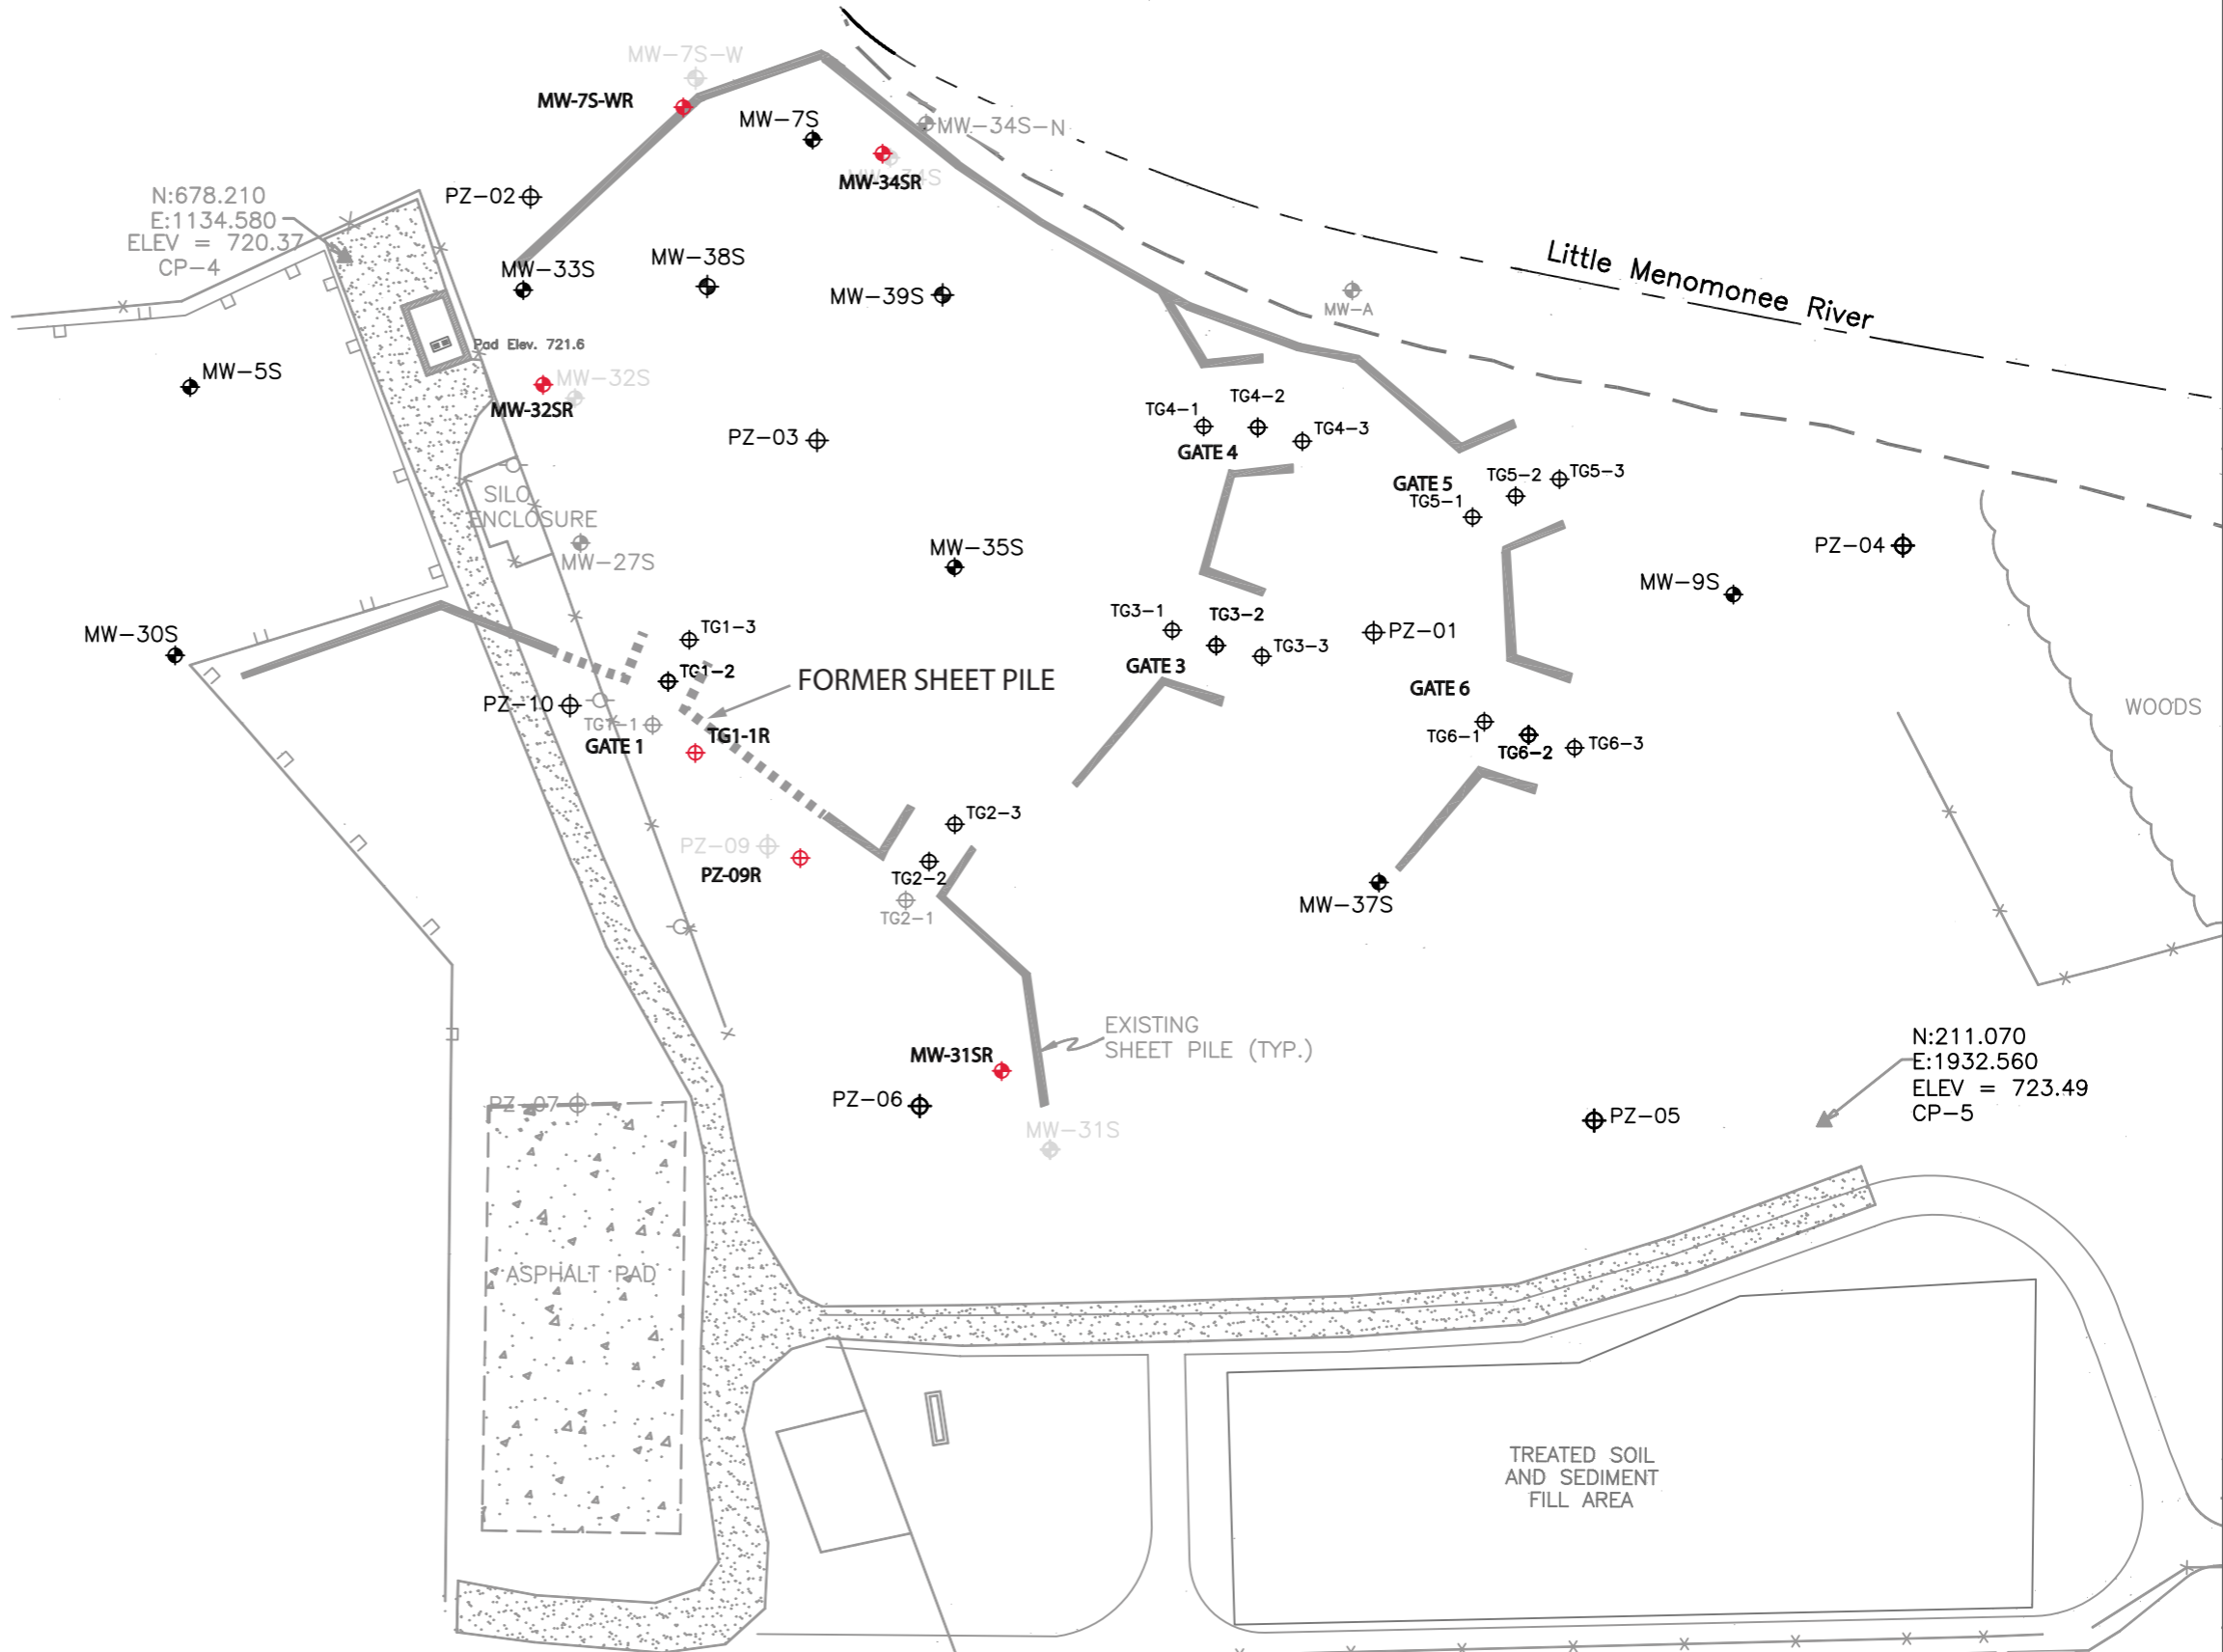 MW-7S-W
MW-7S-WR
MW-7S
MW-34S-N
MW-34S
MW-34SR
N:678.210
E:1134.580
ELEV = 720.37
CP-4
PZ-02
MW-33S
MW-38S
MW-39S
MW-A
Little Menomonee River
Pad Elev. 721.6
MW-5S
MW-32S
MW-32SR
PZ-03
TG4-1
TG4-2
TG4-3
GATE 4
GATE 5
TG5-1
TG5-2
TG5-3
SILO
ENCLOSURE
MW-27S
MW-35S
PZ-04
MW-9S
MW-30S
TG1-3
TG1-2
PZ-10
TG1-1
GATE 1
TG1-1R
FORMER SHEET PILE
TG3-1
TG3-2
TG3-3
GATE 3
PZ-01
GATE 6
TG6-1
TG6-2
TG6-3
WOODS
PZ-09
PZ-09R
TG2-3
TG2-2
TG2-1
MW-37S
EXISTING
SHEET PILE (TYP.)
MW-31SR
PZ-06
MW-31S
PZ-07
PZ-05
N:211.070
E:1932.560
ELEV = 723.49
CP-5
ASPHALT PAD
TREATED SOIL
AND SEDIMENT
FILL AREA